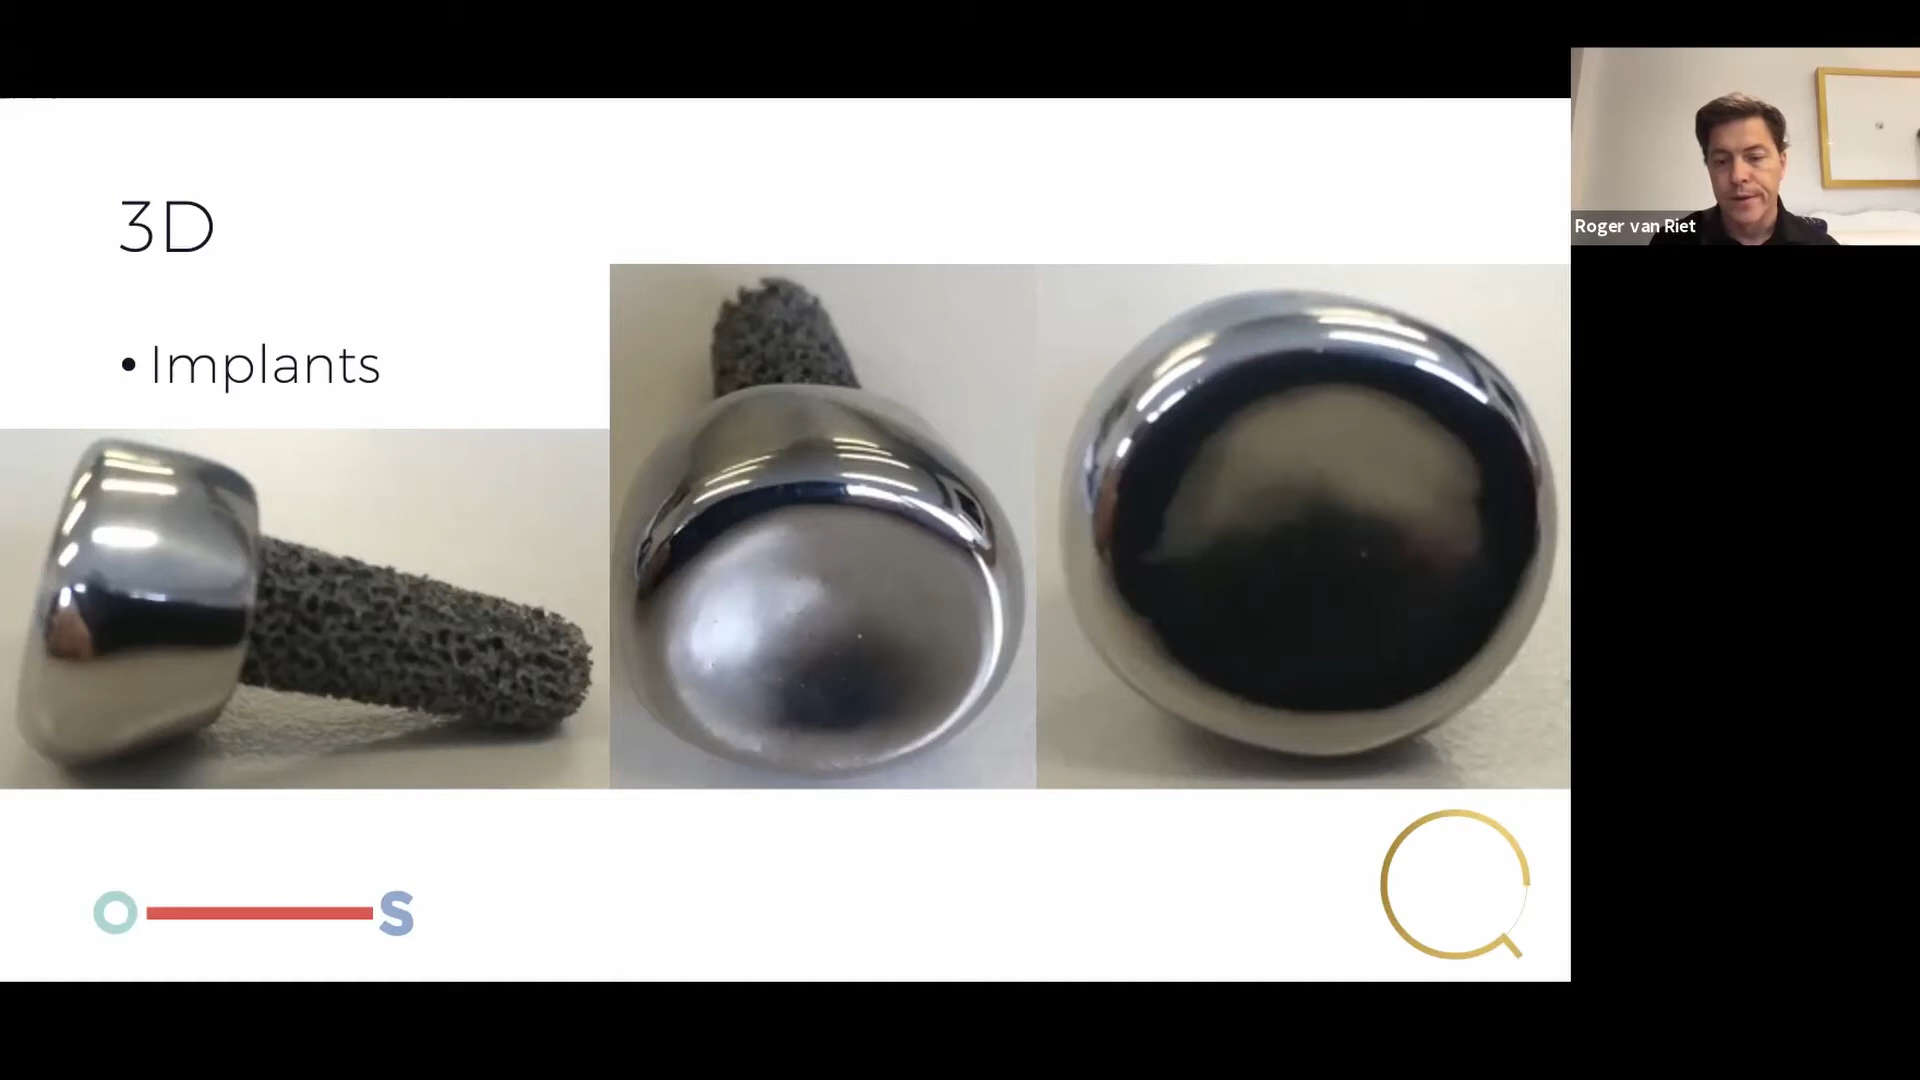 3D
• Implants
Roger van Riet
O S
Q